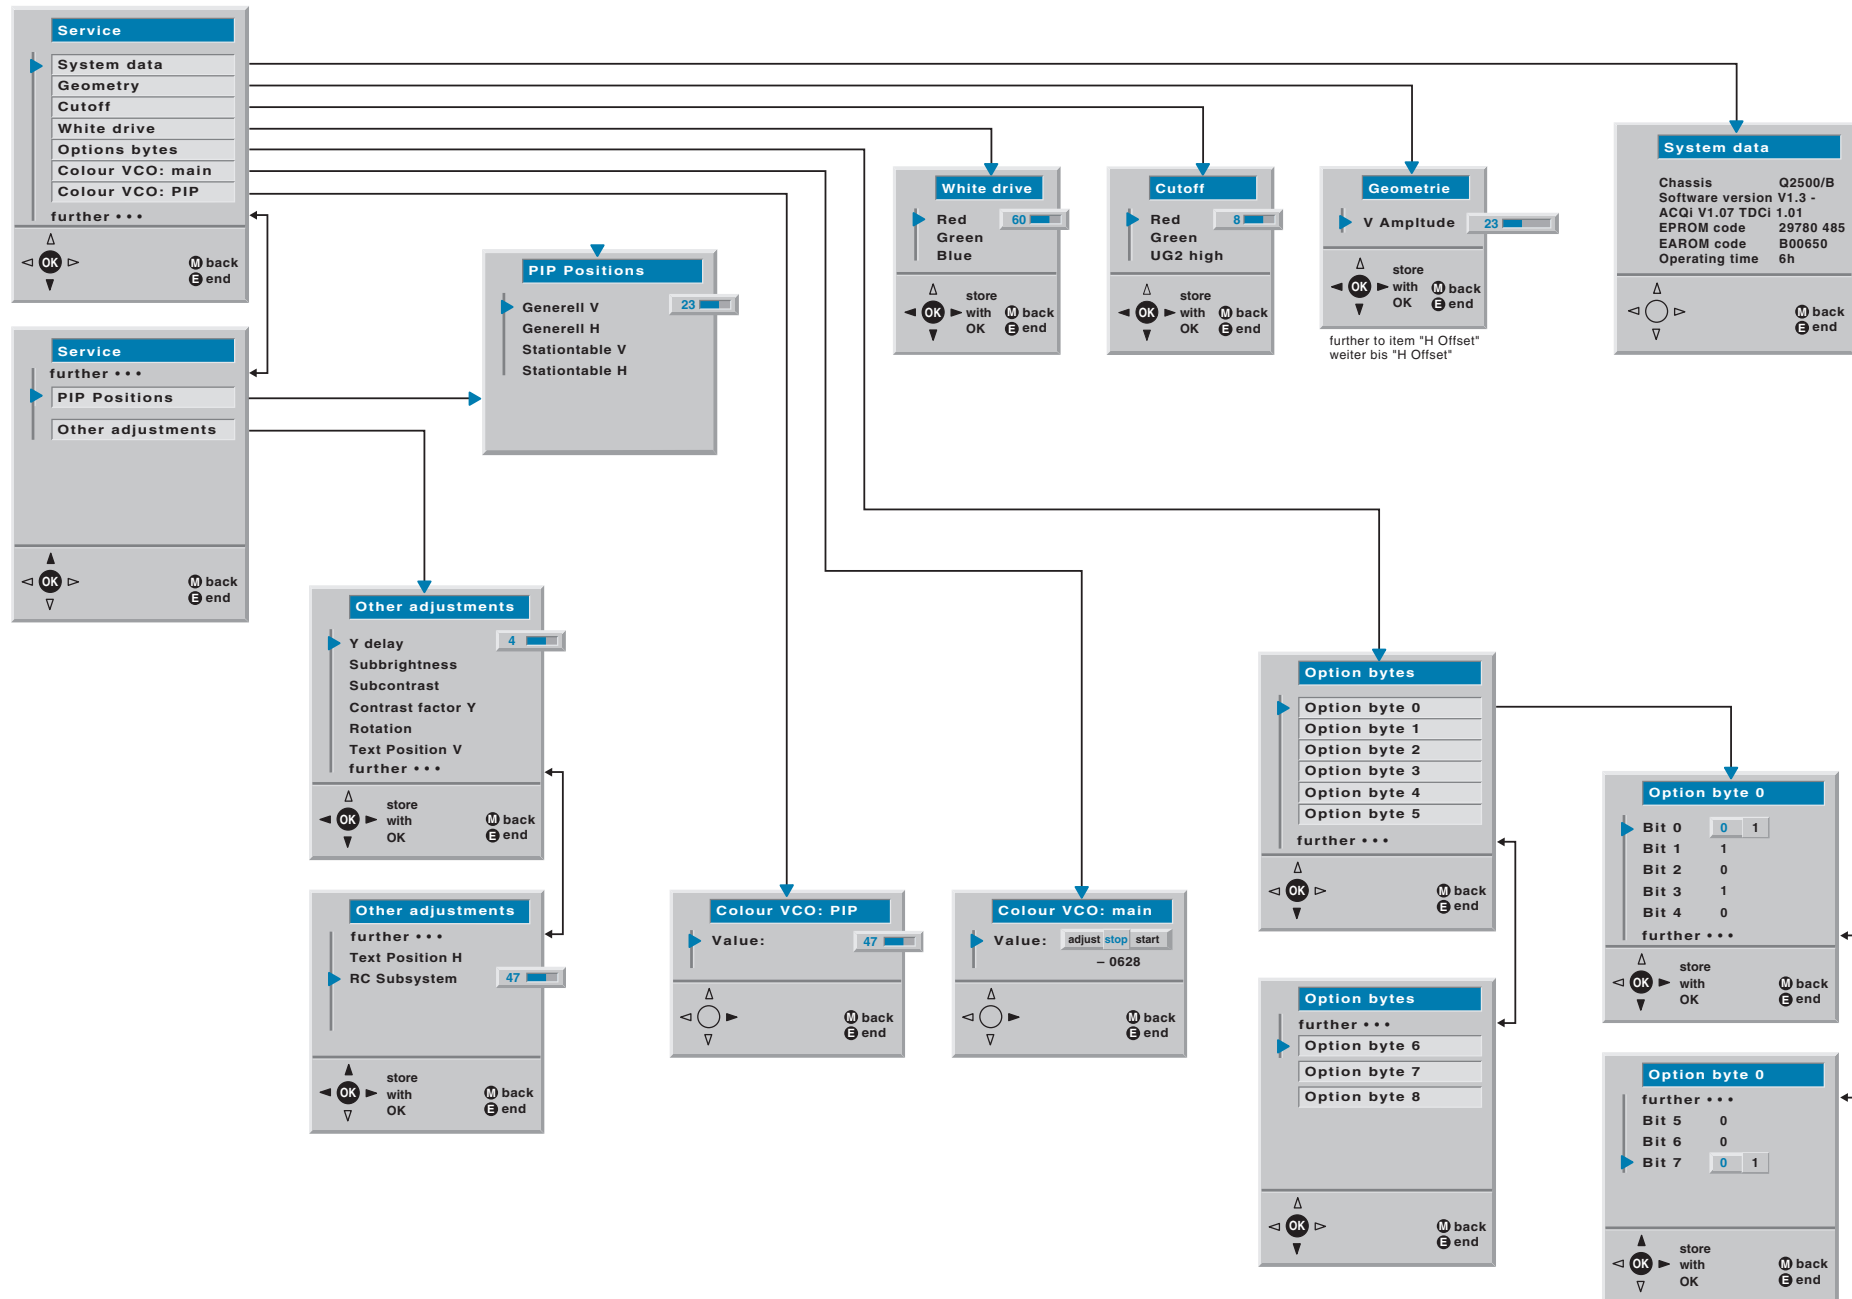 Service
System data
Geometry
Cutoff
White drive
Options bytes
Colour VCO: main
Colour VCO: PIP
further • • •
OK
M back
E end
Service
further • • •
PIP Positions
Other adjustments
OK
M back
E end
PIP Positions
Generell V 23
Generell H
Stationtable V
Stationtable H
White drive
Red 60
Green
Blue
OK
store
with
OK
M back
E end
Cutoff
Red 8
Green
UG2 high
OK
store
with
OK
M back
E end
Geometrie
V Ampltude 23
OK
store
with
OK
M back
E end
further to item "H Offset"
weiter bis "H Offset"
System data
Chassis Q2500/B
Software version V1.3 -
ACQi V1.07 TDCi 1.01
EPROM code 29780 485
EAROM code B00650
Operating time 6h
M back
E end
Other adjustments
Y delay 4
Subbrightness
Subcontrast
Contrast factor Y
Rotation
Text Position V
further • • •
OK
store
with
OK
M back
E end
Other adjustments
further • • •
Text Position H
RC Subsystem 47
OK
store
with
OK
M back
E end
Colour VCO: PIP
Value: 47
M back
E end
Colour VCO: main
Value: adjust stop start
– 0628
M back
E end
Option bytes
Option byte 0
Option byte 1
Option byte 2
Option byte 3
Option byte 4
Option byte 5
further • • •
OK
M back
E end
Option bytes
further • • •
Option byte 6
Option byte 7
Option byte 8
OK
M back
E end
Option byte 0
Bit 0 0 1
Bit 1 1
Bit 2 0
Bit 3 1
Bit 4 0
further • • •
OK
store
with
OK
M back
E end
Option byte 0
further • • •
Bit 5 0
Bit 6 0
Bit 7 0 1
OK
store
with
OK
M back
E end